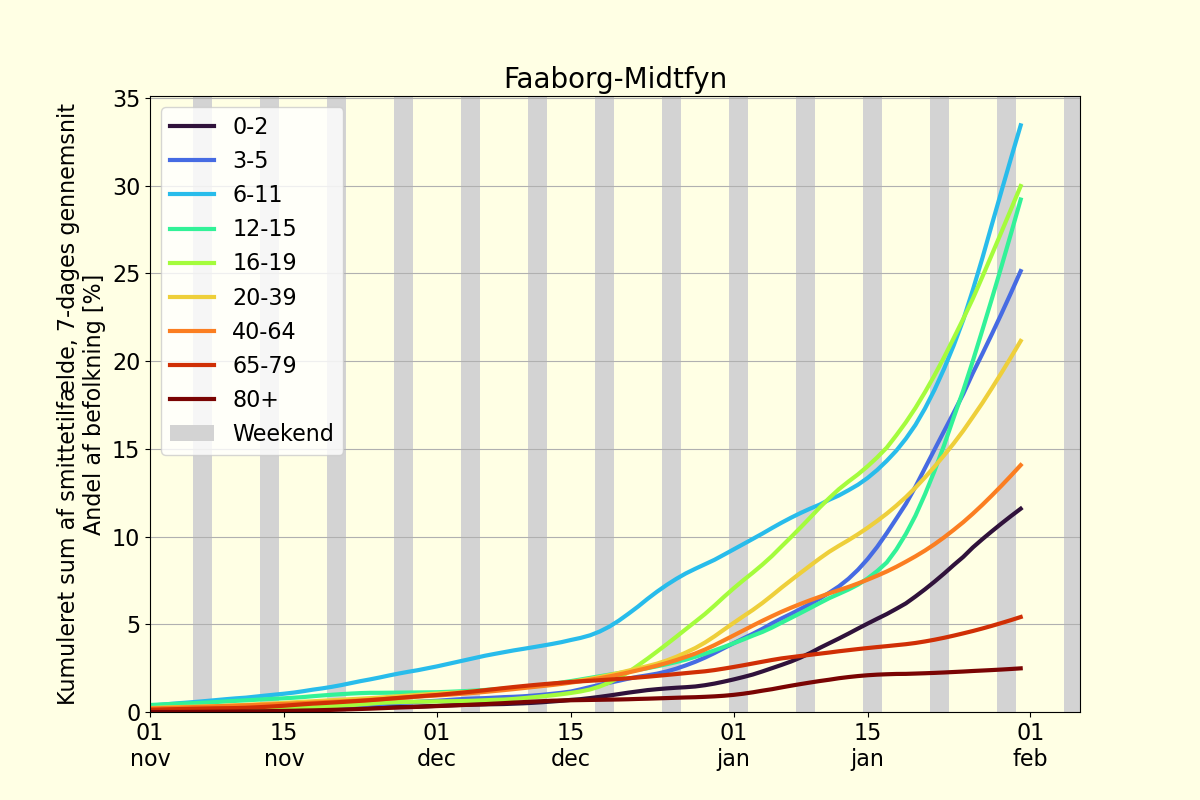 Faaborg-Midtfyn
Kumuleret sum af smittetilfælde, 7-dages gennemsnit
Andel af befolkning [%]
35
30
25
20
15
10
5
0
0-2
3-5
6-11
12-15
16-19
20-39
40-64
65-79
80+
Weekend
01 15 01 15 01 15 01
nov nov dec dec jan jan feb